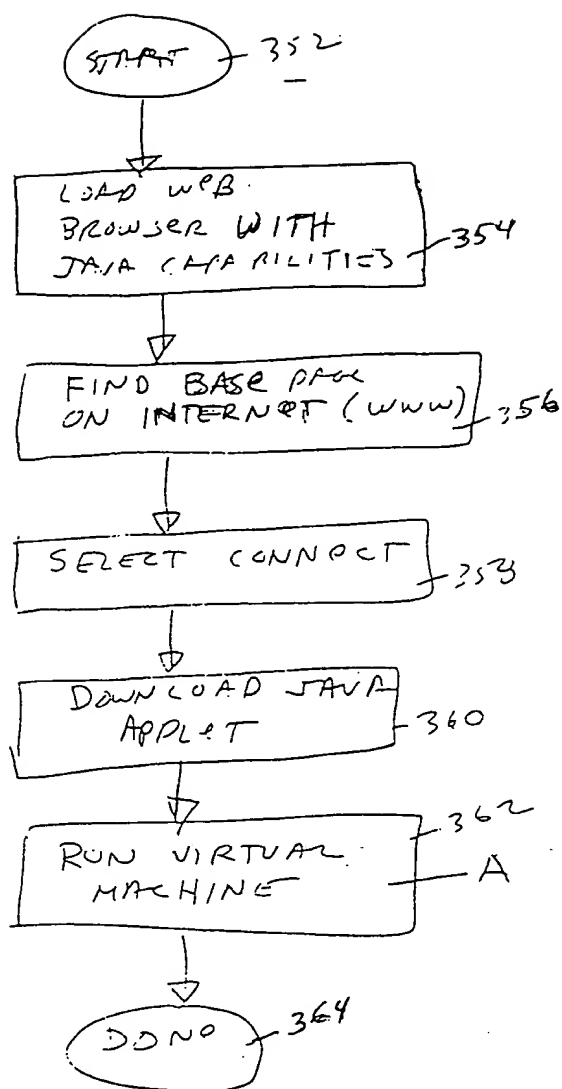 START
352
LOAD WEB
BROWSER WITH
JAVA CAPABILITIES
354
FIND BASE PAGE
ON INTERNET (WWW)
356
SELECT CONNECT
358
DOWNLOAD JAVA
APPLET
360
362
RUN VIRTUAL
MACHINE
A
DONE
364